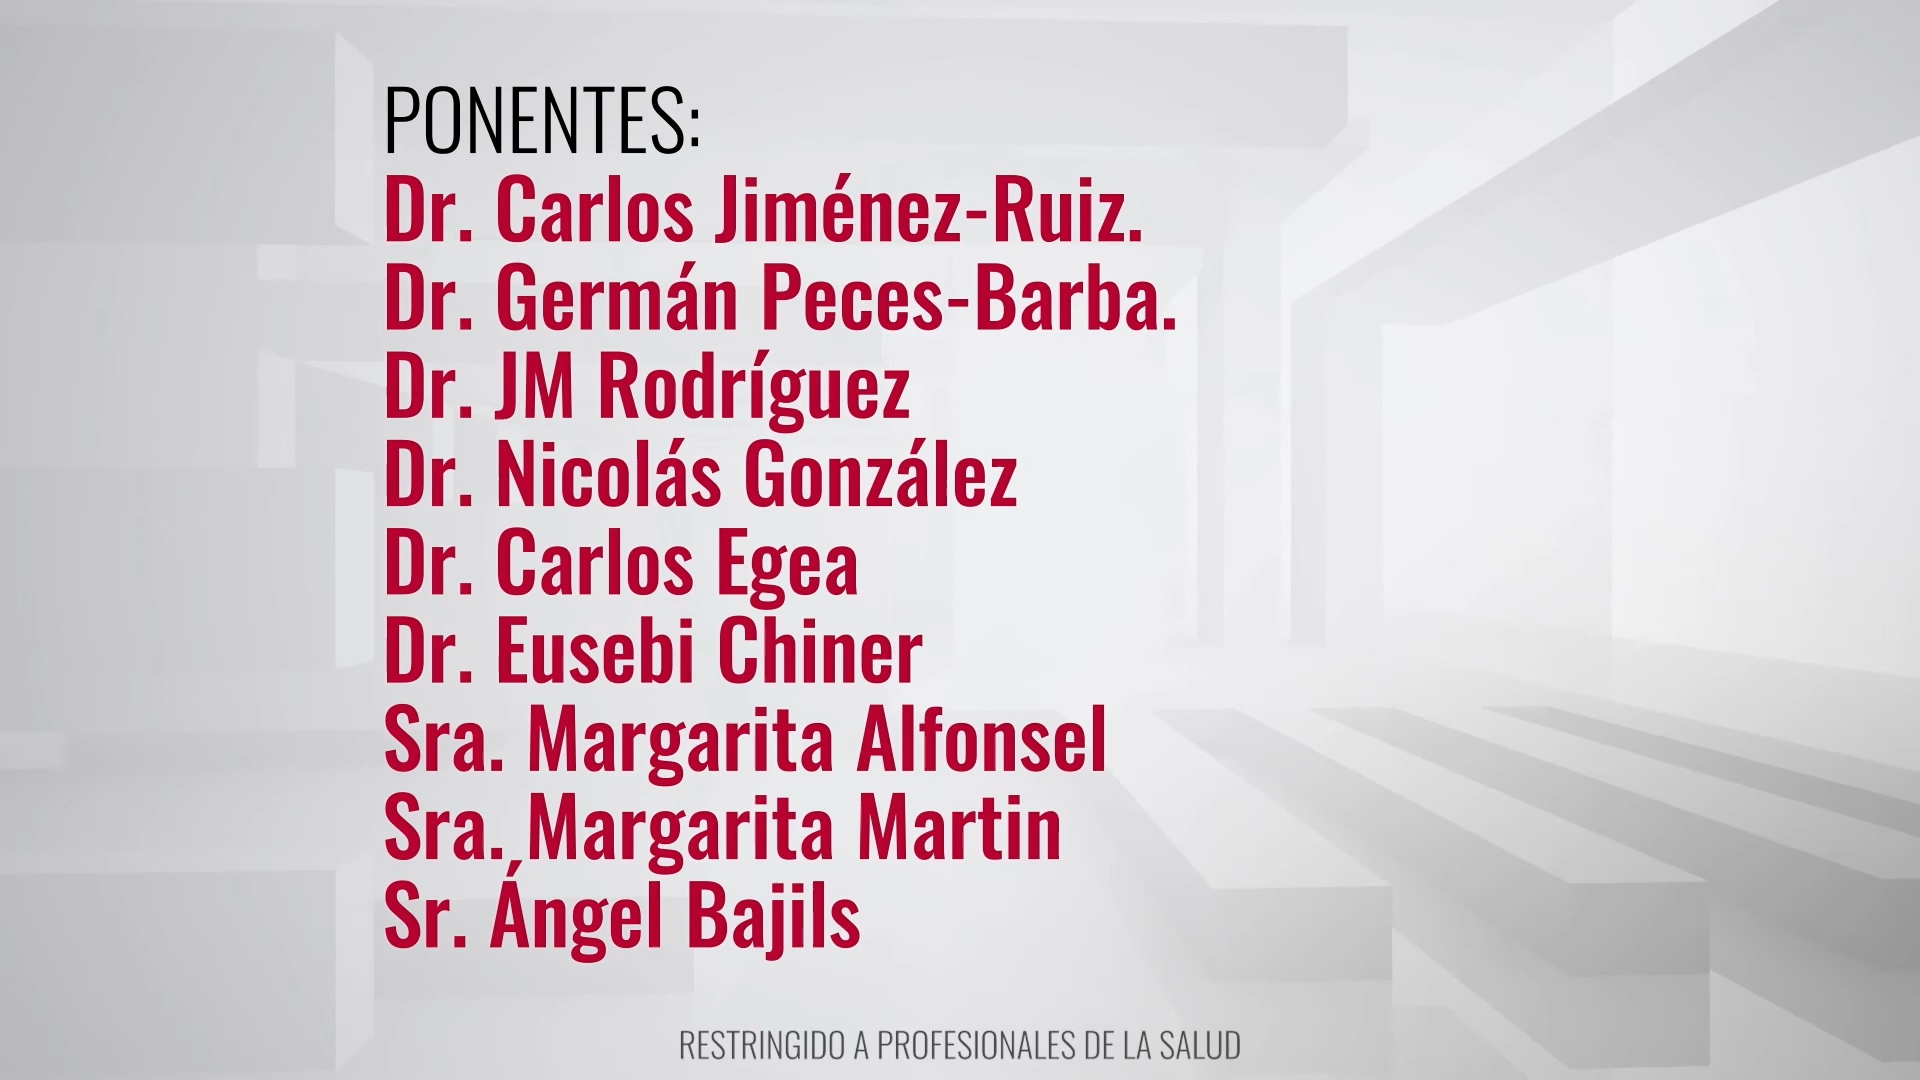 PONENTES:
Dr. Carlos Jiménez-Ruiz.
Dr. Germán Peces-Barba.
Dr. JM Rodríguez
Dr. Nicolás González
Dr. Carlos Egea
Dr. Eusebi Chiner
Sra. Margarita Alfonsel
Sra. Margarita Martin
Sr. Ángel Bajils
RESTRINGIDO A PROFESIONALES DE LA SALUD